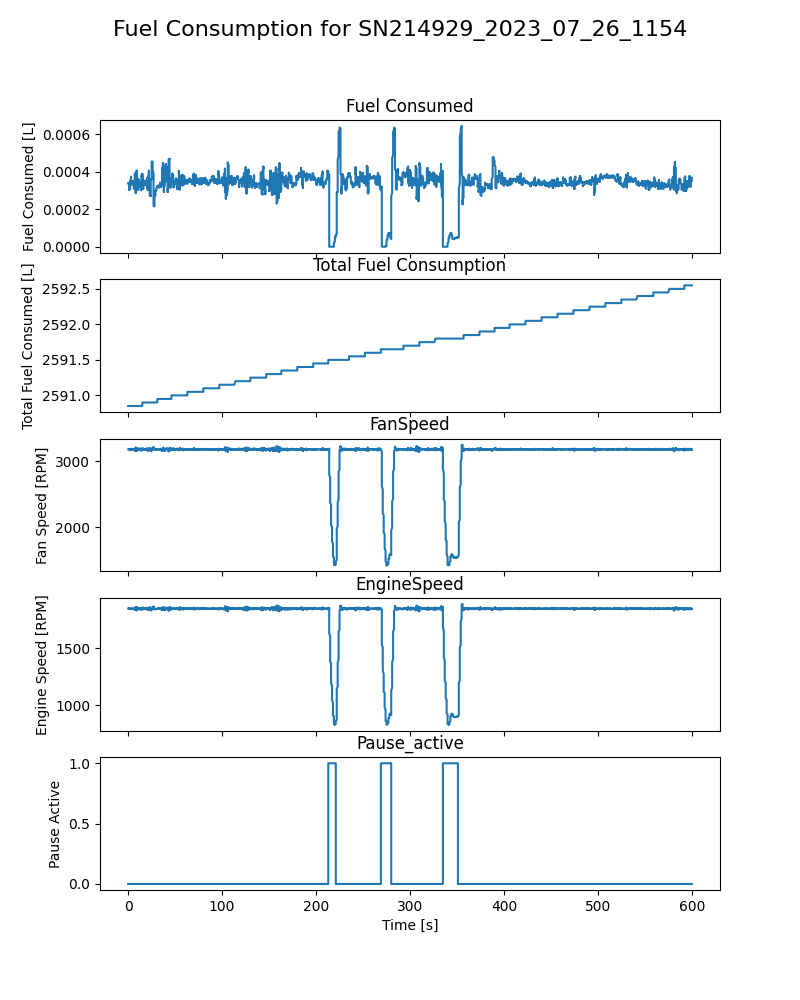 Fuel Consumption for SN214929_2023_07_26_1154
Fuel Consumed
Fuel Consumed [L]
0.0006
0.0004
0.0002
0.0000
Total Fuel Consumption
Total Fuel Consumed [L]
2592.5
2592.0
2591.5
2591.0
FanSpeed
Fan Speed [RPM]
3000
2000
EngineSpeed
Engine Speed [RPM]
1500
1000
Pause_active
Pause Active
1.0
0.5
0.0
0 100 200 300 400 500 600
Time [s]